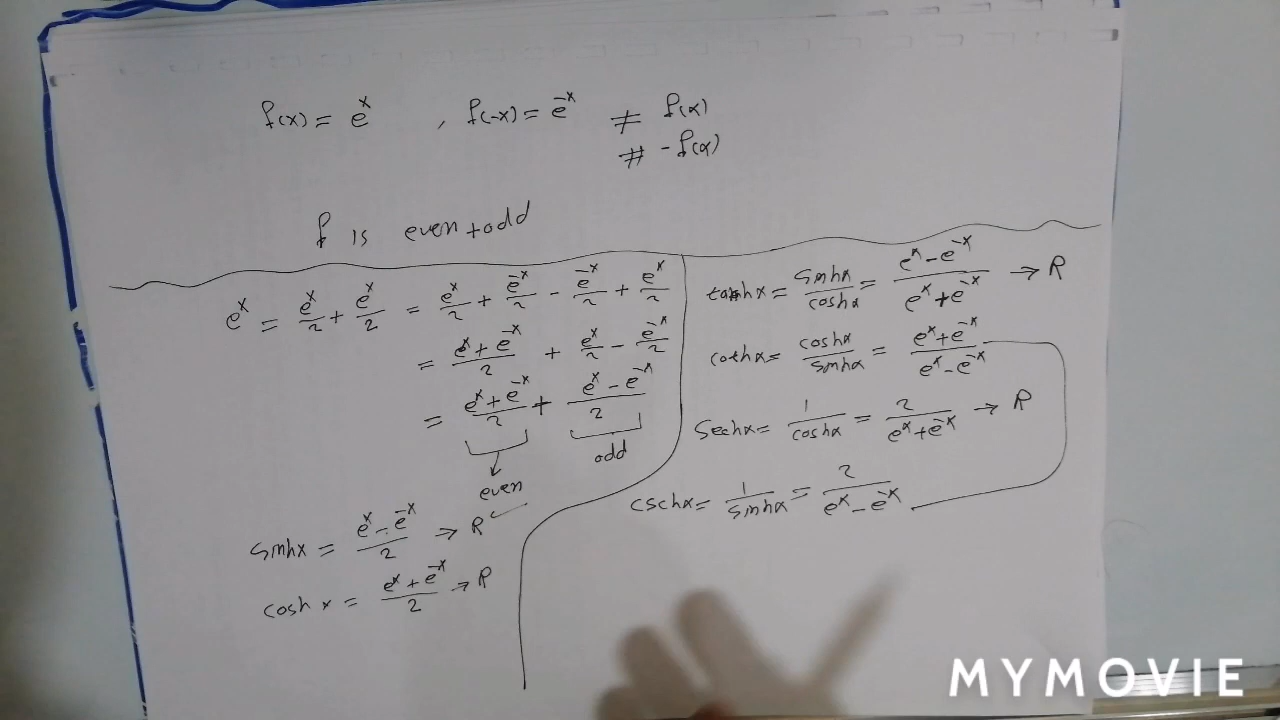 f(x) = e^x , f(-x) = e^-x ≠ f(x)
≠ - f(x)
f is even + odd
e^x = e^x/2 + e^x/2 = e^x/2 + e^-x/2 - e^-x/2 + e^x/2
= (e^x + e^-x)/2 + e^x/2 - e^-x/2
= (e^x + e^-x)/2 + (e^x - e^-x)/2
odd
even
sinhx = (e^x - e^-x)/2 → R
cosh x = (e^x + e^-x)/2 → R
tanhx = sinhx/coshx = (e^x - e^-x)/(e^x + e^-x) → R
cothx = coshx/sinhx = (e^x + e^-x)/(e^x - e^-x)
Sechx = 1/coshx = 2/(e^x + e^-x) → R
cschx = 1/sinhx = 2/(e^x - e^-x)
MYMOVIE